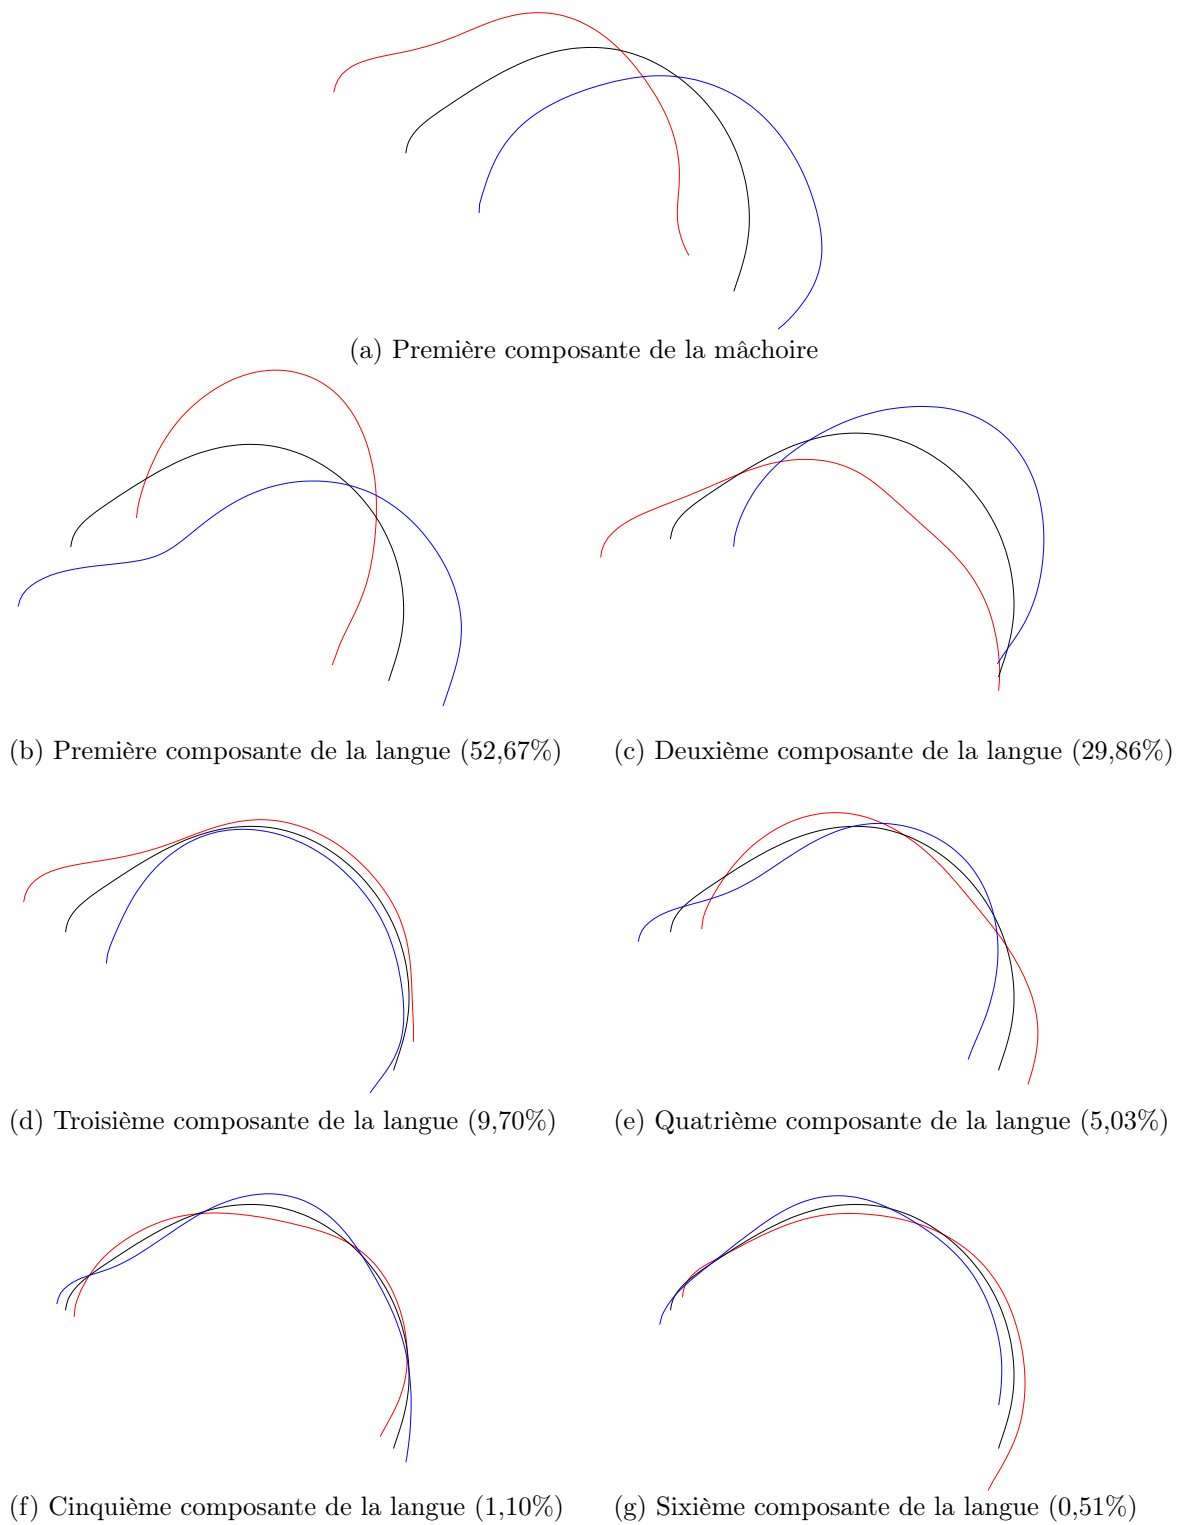 (a) Première composante de la mâchoire
(b) Première composante de la langue (52,67%)
(c) Deuxième composante de la langue (29,86%)
(d) Troisième composante de la langue (9,70%)
(e) Quatrième composante de la langue (5,03%)
(f) Cinquième composante de la langue (1,10%)
(g) Sixième composante de la langue (0,51%)